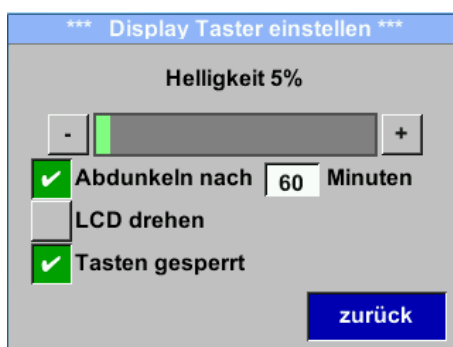 *** Display Taster einstellen ***
Helligkeit 5%
- +
Abdunkeln nach 60 Minuten
LCD drehen
Tasten gesperrt
zurück